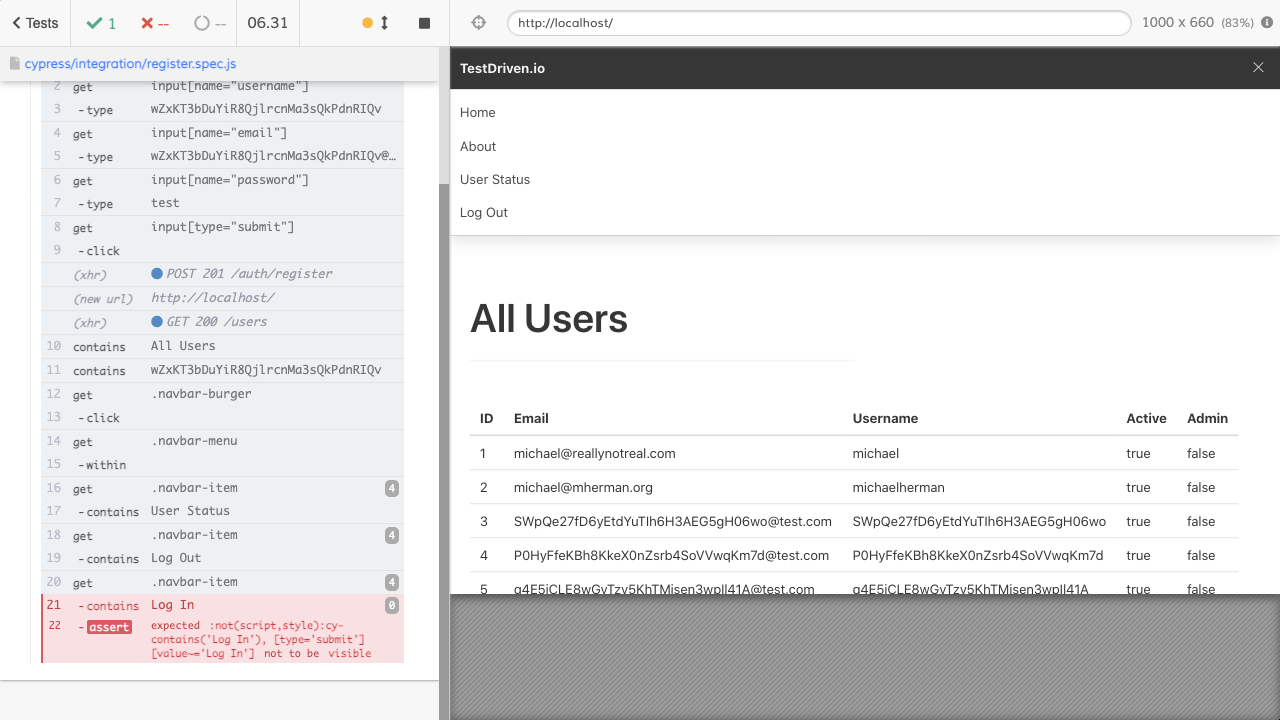 Tests
1
--
--
06.31
http://localhost/
1000 x 660 (83%)
cypress/integration/register.spec.js
2 get input[name="username"]
3 -type wZxKT3bDuYiR8QjlrcnMa3sQkPdnRIQv
4 get input[name="email"]
5 -type wZxKT3bDuYiR8QjlrcnMa3sQkPdnRIQv@…
6 get input[name="password"]
7 -type test
8 get input[type="submit"]
9 -click
(xhr) POST 201 /auth/register
(new url) http://localhost/
(xhr) GET 200 /users
10 contains All Users
11 contains wZxKT3bDuYiR8QjlrcnMa3sQkPdnRIQv
12 get .navbar-burger
13 -click
14 get .navbar-menu
15 -within
16 get .navbar-item 4
17 -contains User Status
18 get .navbar-item 4
19 -contains Log Out
20 get .navbar-item 4
21 -contains Log In 0
22 -assert expected :not(script,style):cy-
contains('Log In'), [type='submit']
[value~='Log In'] not to be visible
TestDriven.io
Home
About
User Status
Log Out
All Users
ID Email Username Active Admin
1 michael@reallynotreal.com michael true false
2 michael@mherman.org michaelherman true false
3 SWpQe27fD6yEtdYuTlh6H3AEG5gH06wo@test.com SWpQe27fD6yEtdYuTlh6H3AEG5gH06wo true false
4 P0HyFfeKBh8KkeX0nZsrb4SoVVwqKm7d@test.com P0HyFfeKBh8KkeX0nZsrb4SoVVwqKm7d true false
5 true false